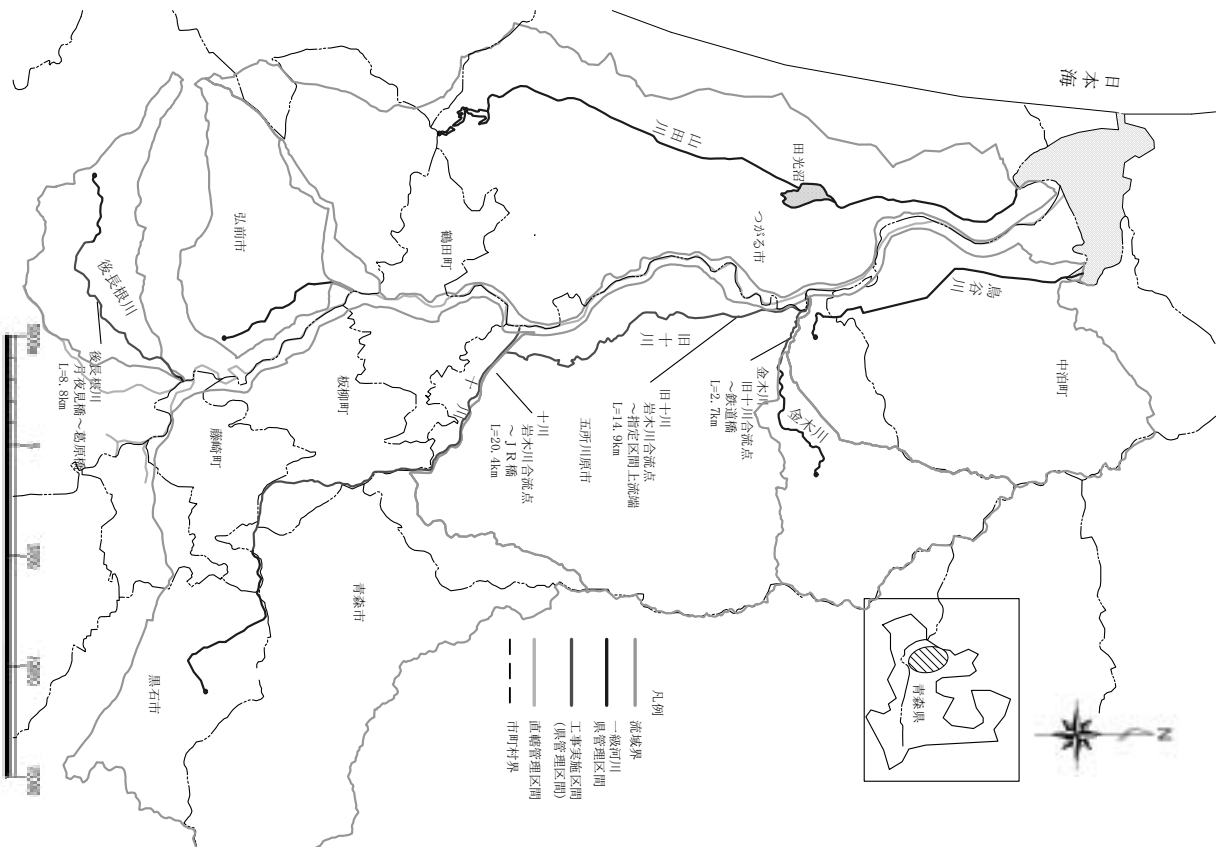 日本海
山田川
田光沼
つがる市
鳥谷川
中泊町
鶴田町
弘前市
後長根川
旧十川
金木川
旧十川合流点
～鉄道橋
L=2.7km
金木川
旧十川
岩木川合流点
～指定区間上流端
L=14.9km
五所川原市
十川
十川
岩木川合流点
～ＪＲ橋
L=20.4km
板柳町
藤崎町
後長根川
月夜見橋～葛原橋
L=8.8km
青森市
黒石市
青森県
凡例
流域界
一級河川
県管理区間
工事実施区間
(県管理区間)
直轄管理区間
市町村界
N